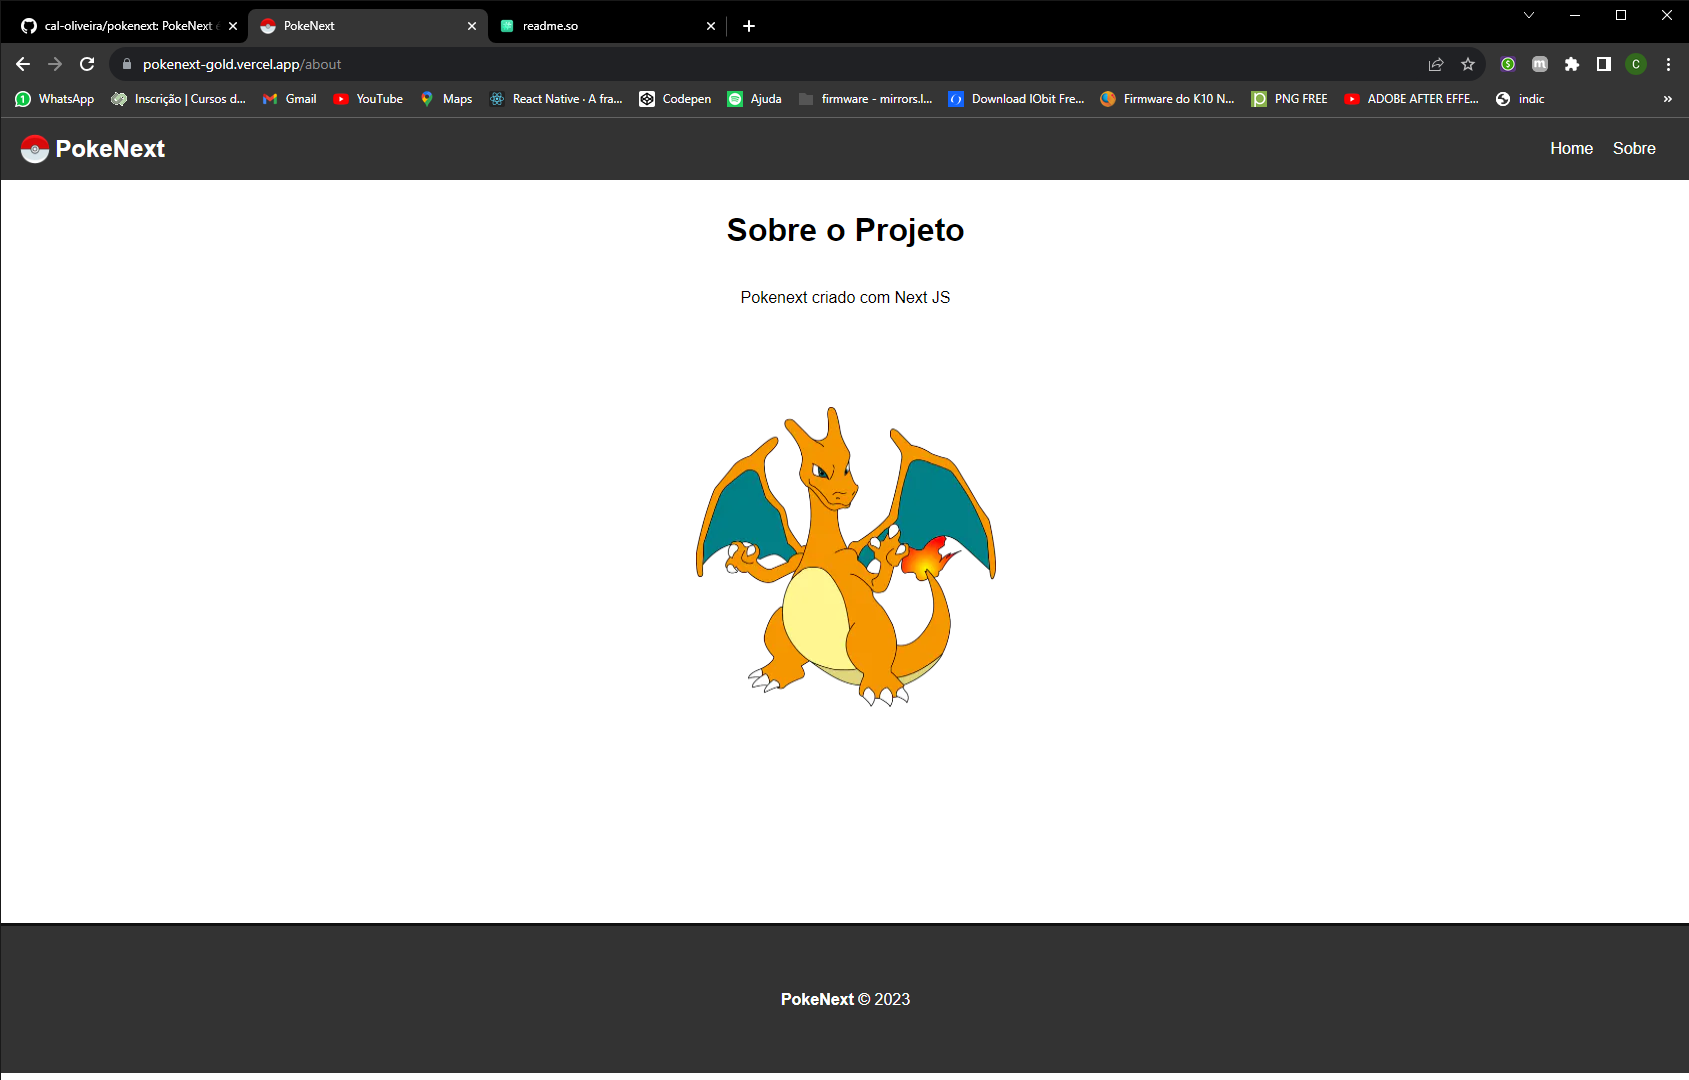 cal-oliveira/pokenext: PokeNext é
PokeNext
readme.so
pokenext-gold.vercel.app/about
C
WhatsApp
Inscrição | Cursos d...
Gmail
YouTube
Maps
React Native · A fra...
Codepen
Ajuda
firmware - mirrors.l...
Download IObit Fre...
Firmware do K10 N...
PNG FREE
ADOBE AFTER EFFE...
indic
»
PokeNext
Home
Sobre
Sobre o Projeto
Pokenext criado com Next JS
PokeNext © 2023